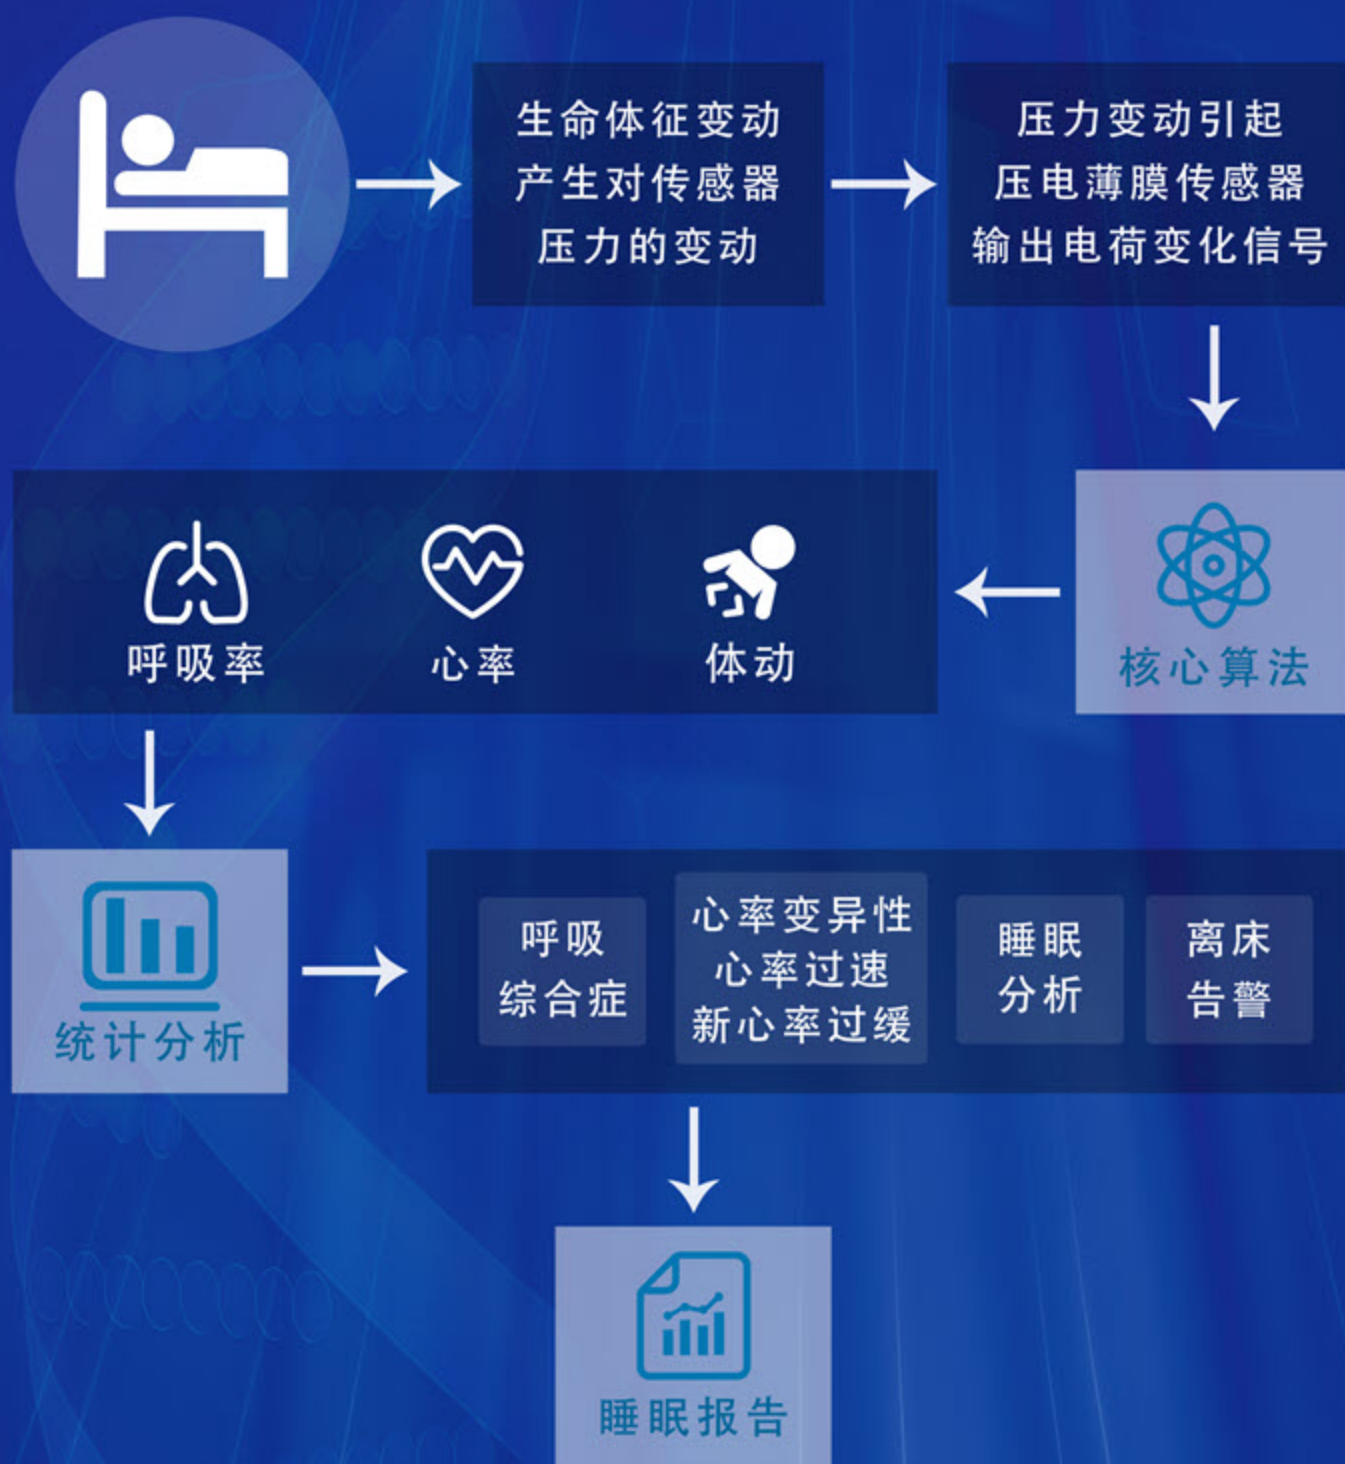 生命体征变动
产生对传感器
压力的变动
压力变动引起
压电薄膜传感器
输出电荷变化信号
核心算法
呼吸率
心率
体动
统计分析
呼吸
综合症
心率变异性
心率过速
新心率过缓
睡眠
分析
离床
告警
睡眠报告